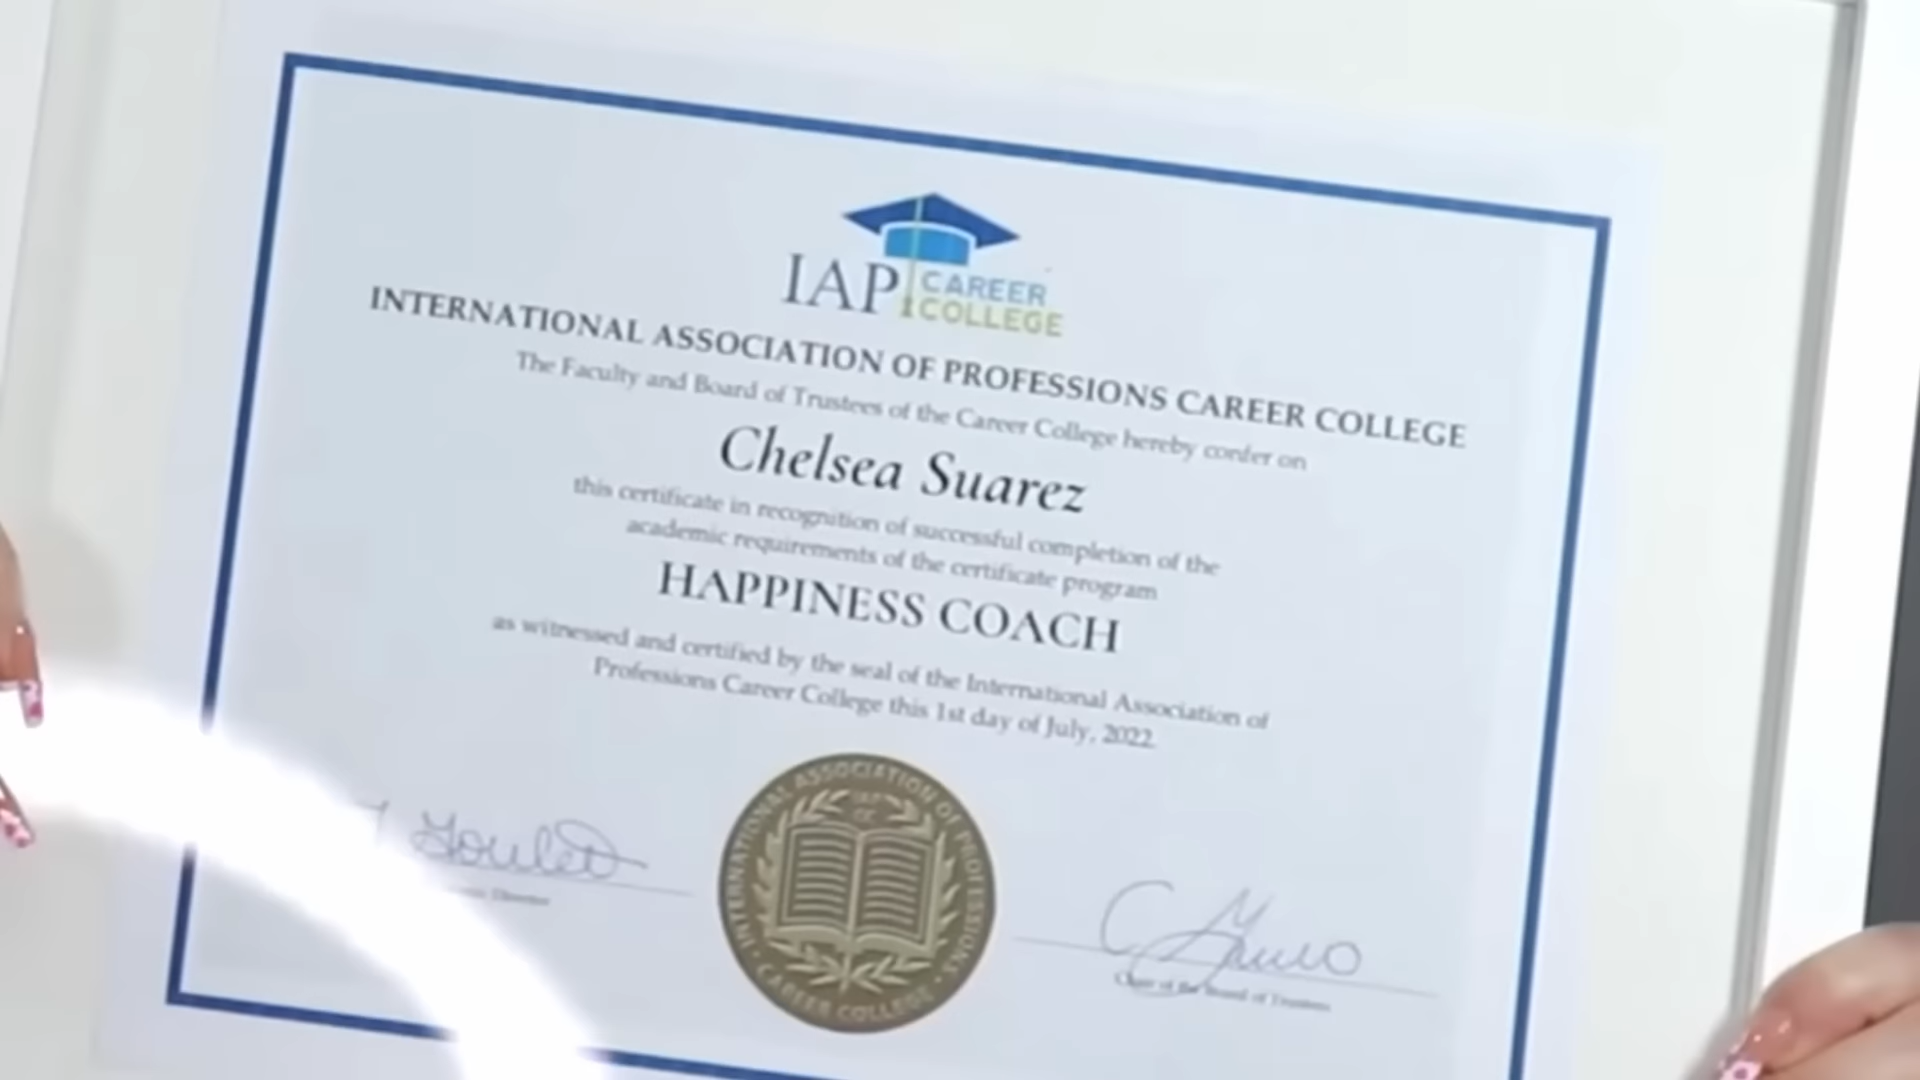 IAP CAREER
COLLEGE
INTERNATIONAL ASSOCIATION OF PROFESSIONS CAREER COLLEGE
The Faculty and Board of Trustees of the Career College hereby confer on
Chelsea Suarez
this certificate in recognition of successful completion of the
academic requirements of the certificate program
HAPPINESS COACH
as witnessed and certified by the seal of the International Association of
Professions Career College this 1st day of July, 2022
INTERNATIONAL ASSOCIATION OF PROFESSIONS • CAREER COLLEGE •
Director
Chair of the Board of Trustees